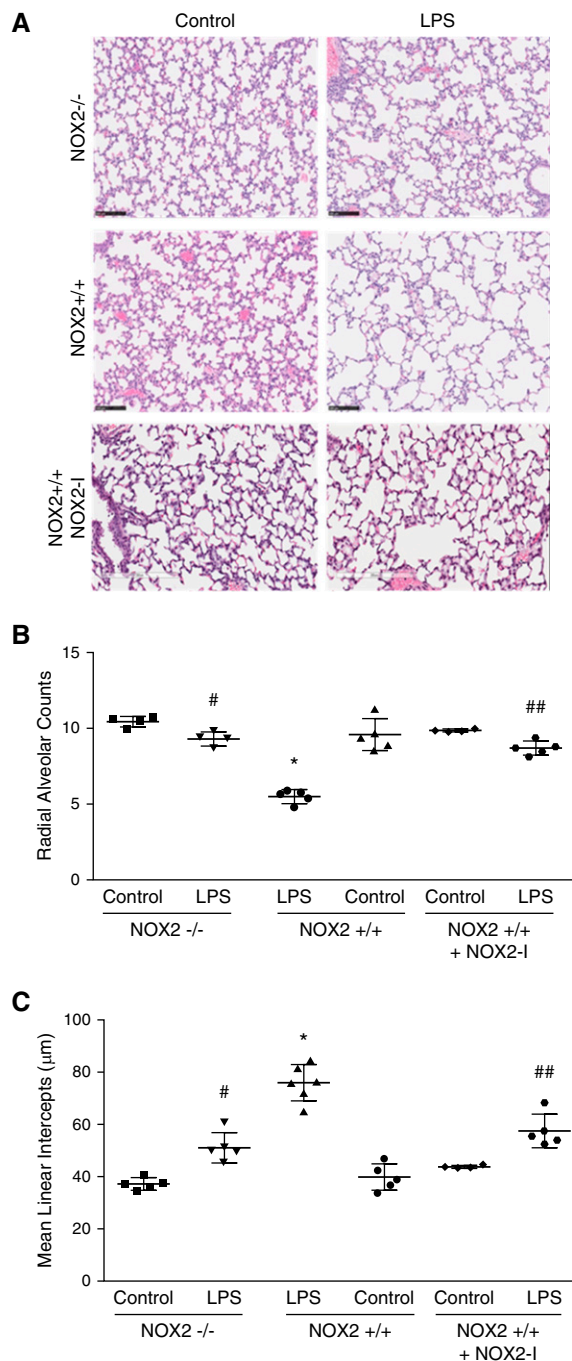 A
Control LPS
NOX2-/-
NOX2+/+
NOX2+/+
NOX2-I
B
Radial Alveolar Counts
15
10
5
0
#
*
##
Control LPS LPS Control Control LPS
NOX2 -/- NOX2 +/+ NOX2 +/+
+ NOX2-I
C
Mean Linear Intercepts (μm)
100
80
60
40
20
0
#
*
##
Control LPS LPS Control Control LPS
NOX2 -/- NOX2 +/+ NOX2 +/+
+ NOX2-I